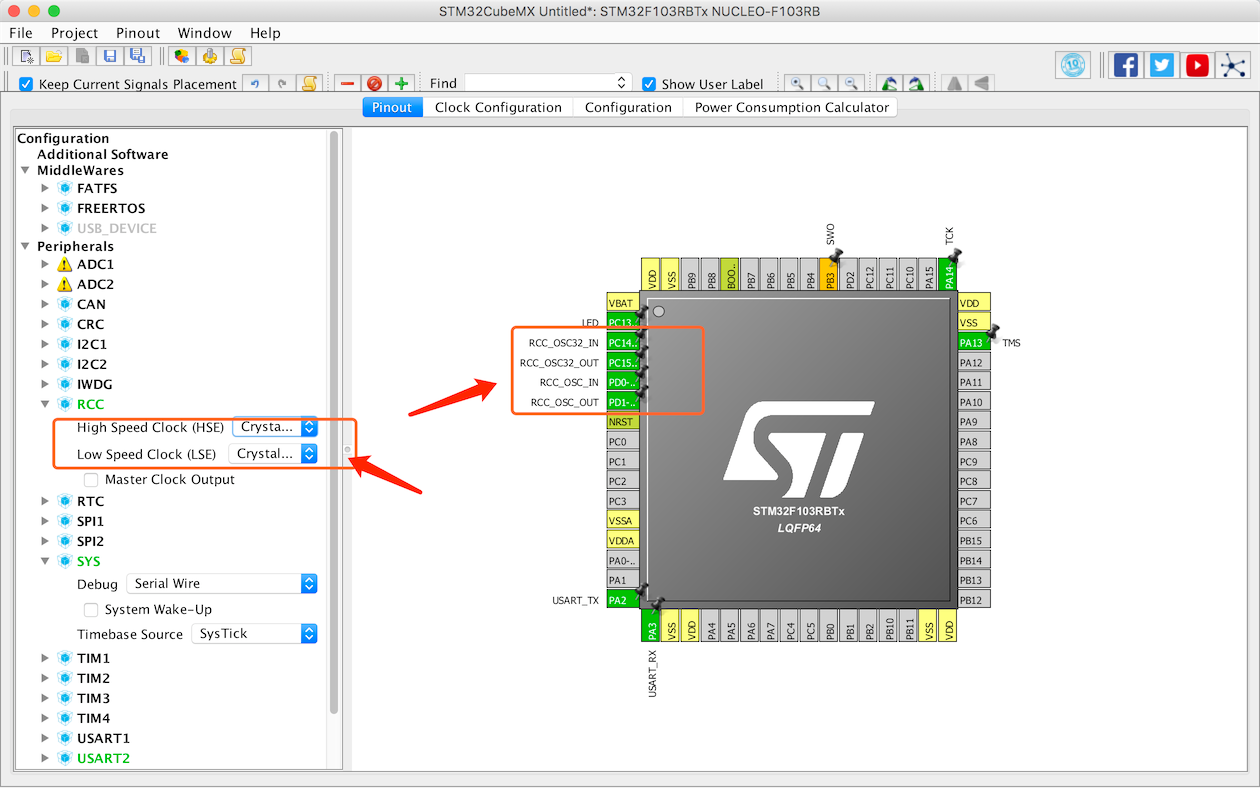 STM32CubeMX Untitled*: STM32F103RBTx NUCLEO-F103RB
File Project Pinout Window Help
Keep Current Signals Placement Find Show User Label
Pinout Clock Configuration Configuration Power Consumption Calculator
Configuration
Additional Software
MiddleWares
FATFS
FREERTOS
USB_DEVICE
Peripherals
ADC1
ADC2
CAN
CRC
I2C1
I2C2
IWDG
RCC
High Speed Clock (HSE) Crysta...
Low Speed Clock (LSE) Crystal...
Master Clock Output
RTC
SPI1
SPI2
SYS
Debug Serial Wire
System Wake-Up
Timebase Source SysTick
TIM1
TIM2
TIM3
TIM4
USART1
USART2
SWO
TCK
VDD
VSS
PB9
PB8
BOO..
PB7
PB6
PB5
PB4
PB3
PD2
PC12
PC11
PC10
PA15
PA14
VBAT
LED PC13..
RCC_OSC32_IN PC14..
RCC_OSC32_OUT PC15..
RCC_OSC_IN PD0-..
RCC_OSC_OUT PD1-..
NRST
PC0
PC1
PC2
PC3
VSSA
VDDA
PA0-..
PA1
USART_TX PA2
VDD
VSS
PA13 TMS
PA12
PA11
PA10
PA9
PA8
PC9
PC8
PC7
PC6
PB15
PB14
PB13
PB12
ST
STM32F103RBTx
LQFP64
PA3
VSS
VDD
PA4
PA5
PA6
PA7
PC4
PC5
PB0
PB1
PB2
PB10
PB11
VSS
VDD
USART_RX